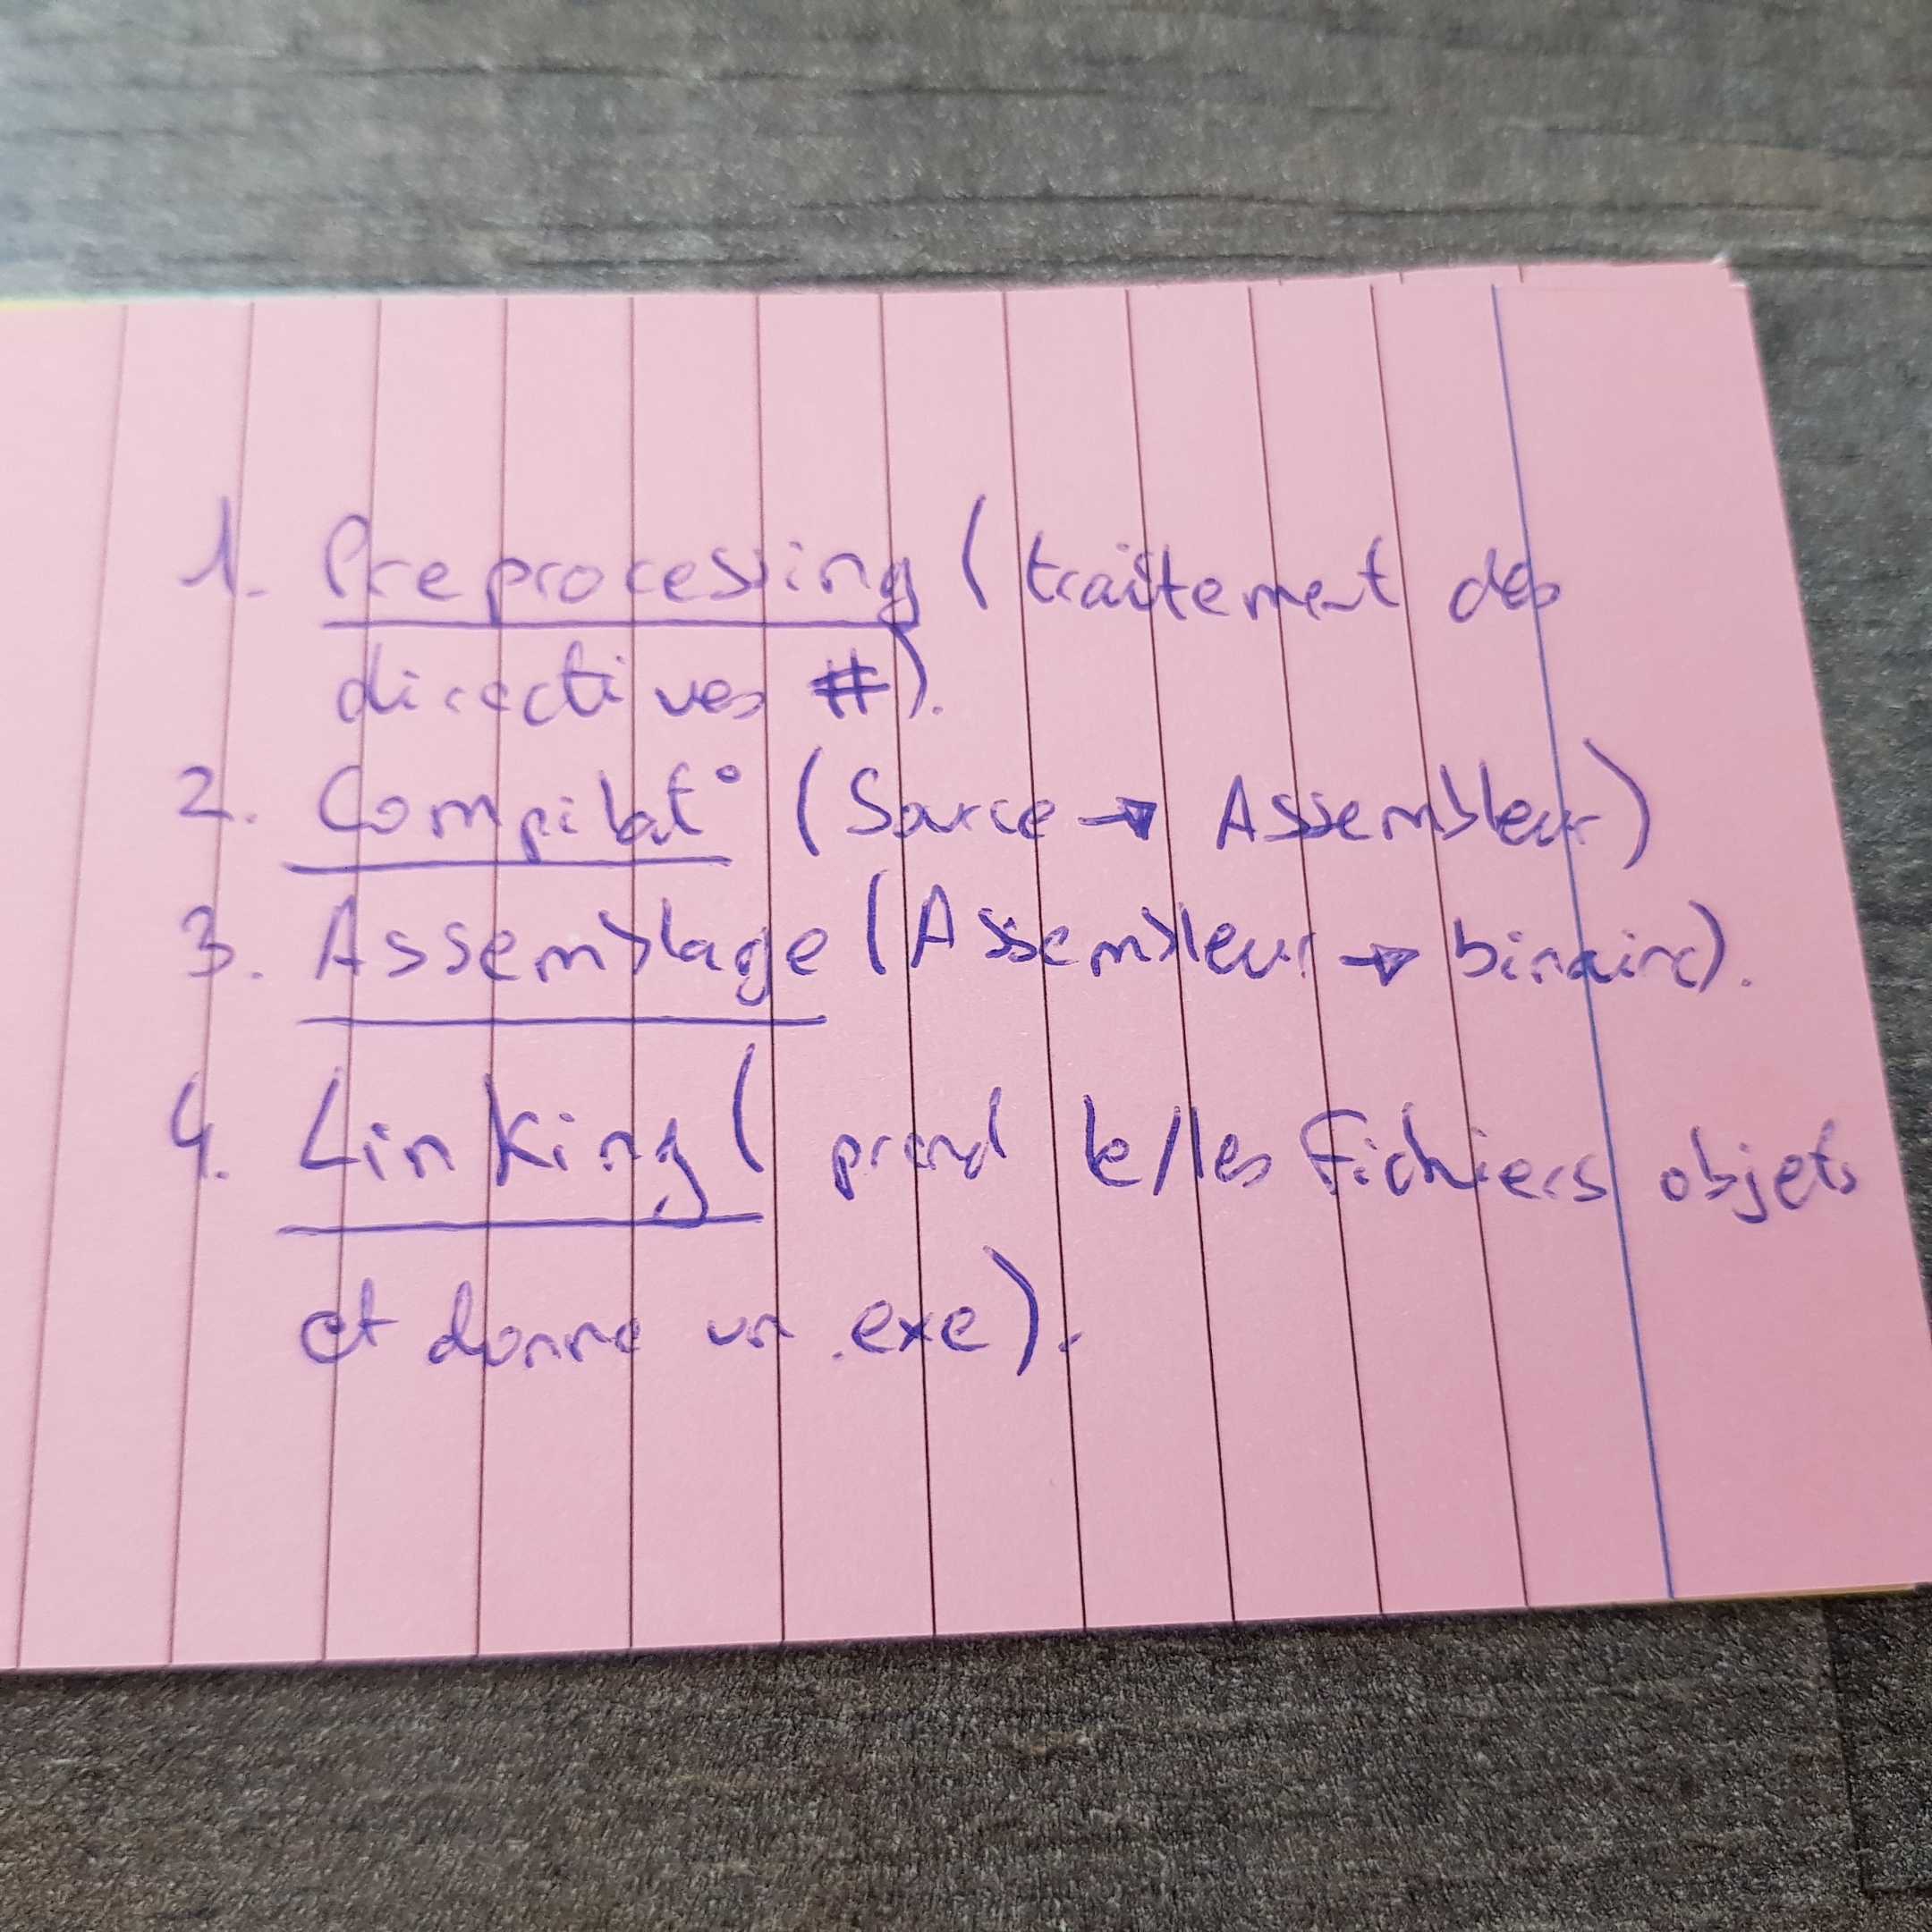 1. Preprocessing (traitement des
directives #).
2. Compilat° (Source → Assembleur)
3. Assemblage (Assembleur → binaire).
4. Linking ( prend le/les fichiers objets
et donne un .exe).